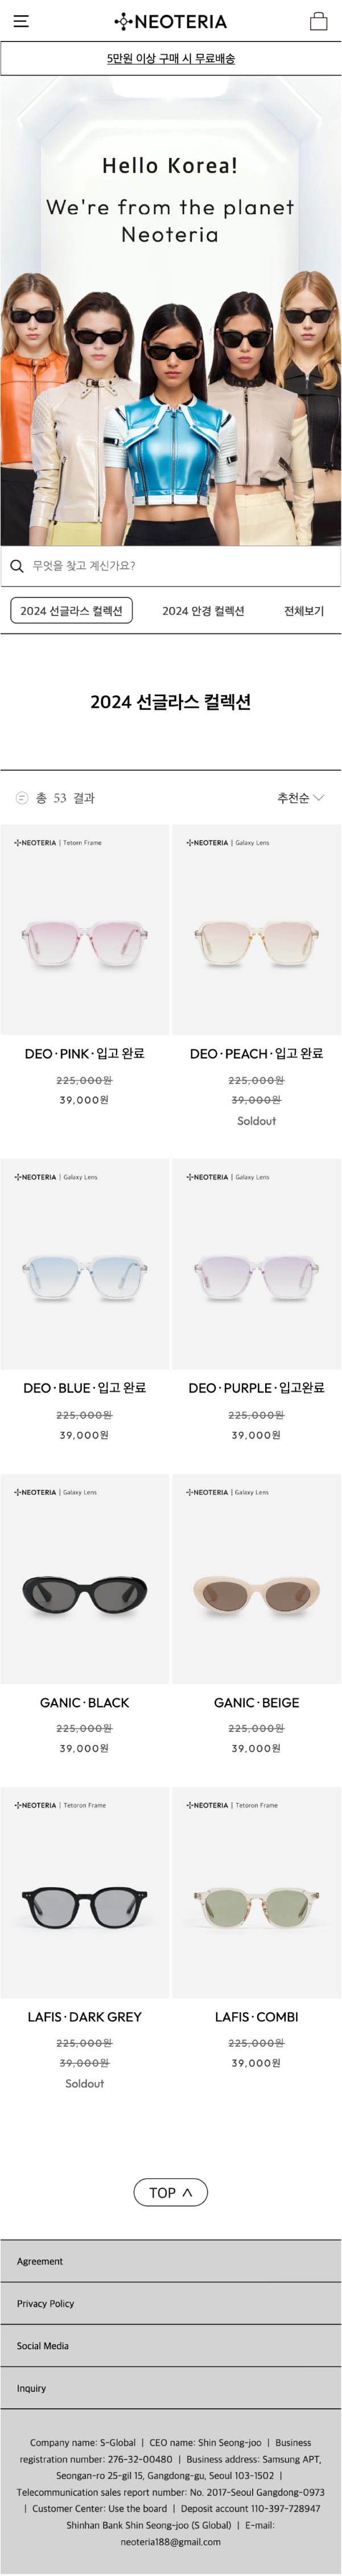 NEOTERIA
5만원 이상 구매 시 무료배송
Hello Korea!
We're from the planet
Neoteria
무엇을 찾고 계신가요?
2024 선글라스 컬렉션
2024 안경 컬렉션
전체보기
2024 선글라스 컬렉션
총 53 결과
추천순
NEOTERIA | Tetorn Frame
NEOTERIA | Galaxy Lens
DEO · PINK · 입고 완료
225,000원
39,000원
DEO · PEACH · 입고 완료
225,000원
39,000원
Soldout
NEOTERIA | Galaxy Lens
NEOTERIA | Galaxy Lens
DEO · BLUE · 입고 완료
225,000원
39,000원
DEO · PURPLE · 입고완료
225,000원
39,000원
NEOTERIA | Galaxy Lens
NEOTERIA | Galaxy Lens
GANIC · BLACK
225,000원
39,000원
GANIC · BEIGE
225,000원
39,000원
NEOTERIA | Tetoron Frame
NEOTERIA | Tetoron Frame
LAFIS · DARK GREY
225,000원
39,000원
Soldout
LAFIS · COMBI
225,000원
39,000원
TOP
Agreement
Privacy Policy
Social Media
Inquiry
Company name: S-Global | CEO name: Shin Seong-joo | Business
registration number: 276-32-00480 | Business address: Samsung APT,
Seongan-ro 25-gil 15, Gangdong-gu, Seoul 103-1502 |
Telecommunication sales report number: No. 2017-Seoul Gangdong-0973
| Customer Center: Use the board | Deposit account 110-397-728947
Shinhan Bank Shin Seong-joo (S Global) | E-mail:
neoteria188@gmail.com